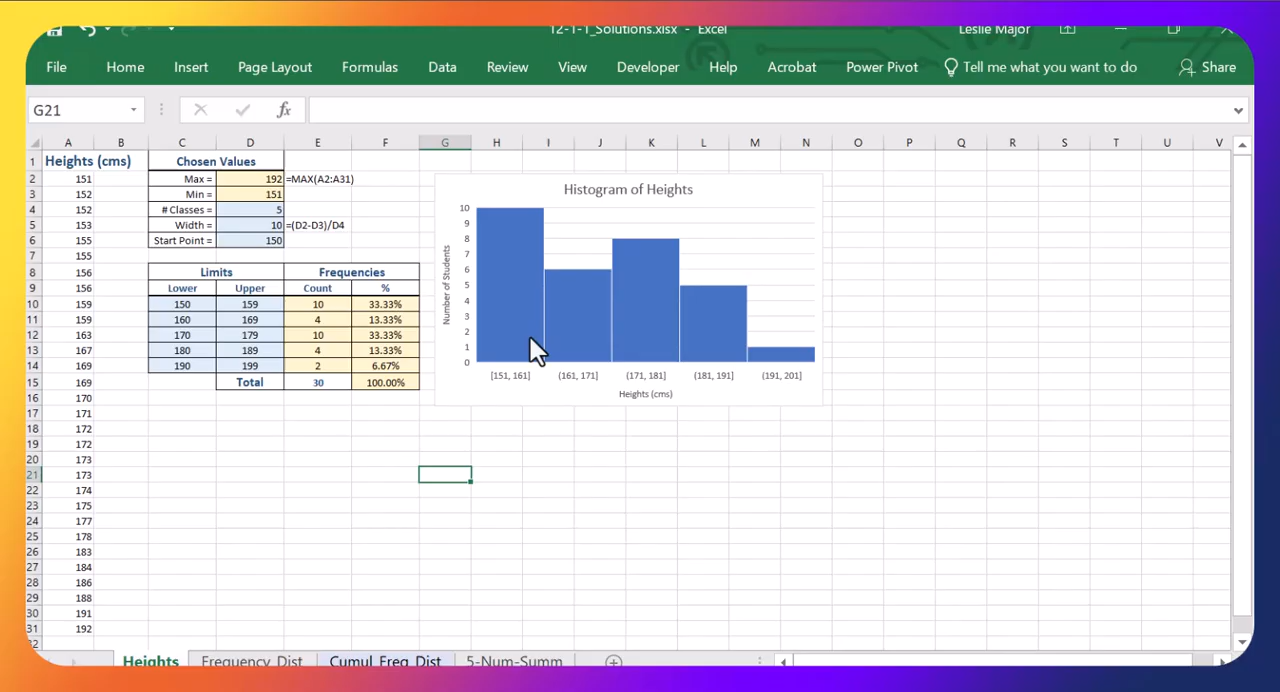 12-1-1_Solutions.xlsx - Excel Leslie Major
File Home Insert Page Layout Formulas Data Review View Developer Help Acrobat Power Pivot Tell me what you want to do Share
G21 fx
A B C D E F G H I J K L M N O P Q R S T U V
1 Heights (cms) Chosen Values
2 151 Max = 192 =MAX(A2:A31)
3 152 Min = 151
4 152 # Classes = 5
5 153 Width = 10 =(D2-D3)/D4
6 155 Start Point = 150
7 155
8 156 Limits Frequencies
9 156 Lower Upper Count %
10 159 150 159 10 33.33%
11 159 160 169 4 13.33%
12 163 170 179 10 33.33%
13 167 180 189 4 13.33%
14 169 190 199 2 6.67%
15 169 Total 30 100.00%
16 170
17 171
18 172
19 172
20 173
21 173
22 174
23 175
24 177
25 178
26 183
27 184
28 186
29 188
30 191
31 192
32
Histogram of Heights
Number of Students
10
9
8
7
6
5
4
3
2
1
0
[151, 161] (161, 171] (171, 181] (181, 191] (191, 201]
Heights (cms)
Heights Frequency_Dist Cumul_Freq_Dist 5-Num-Summ